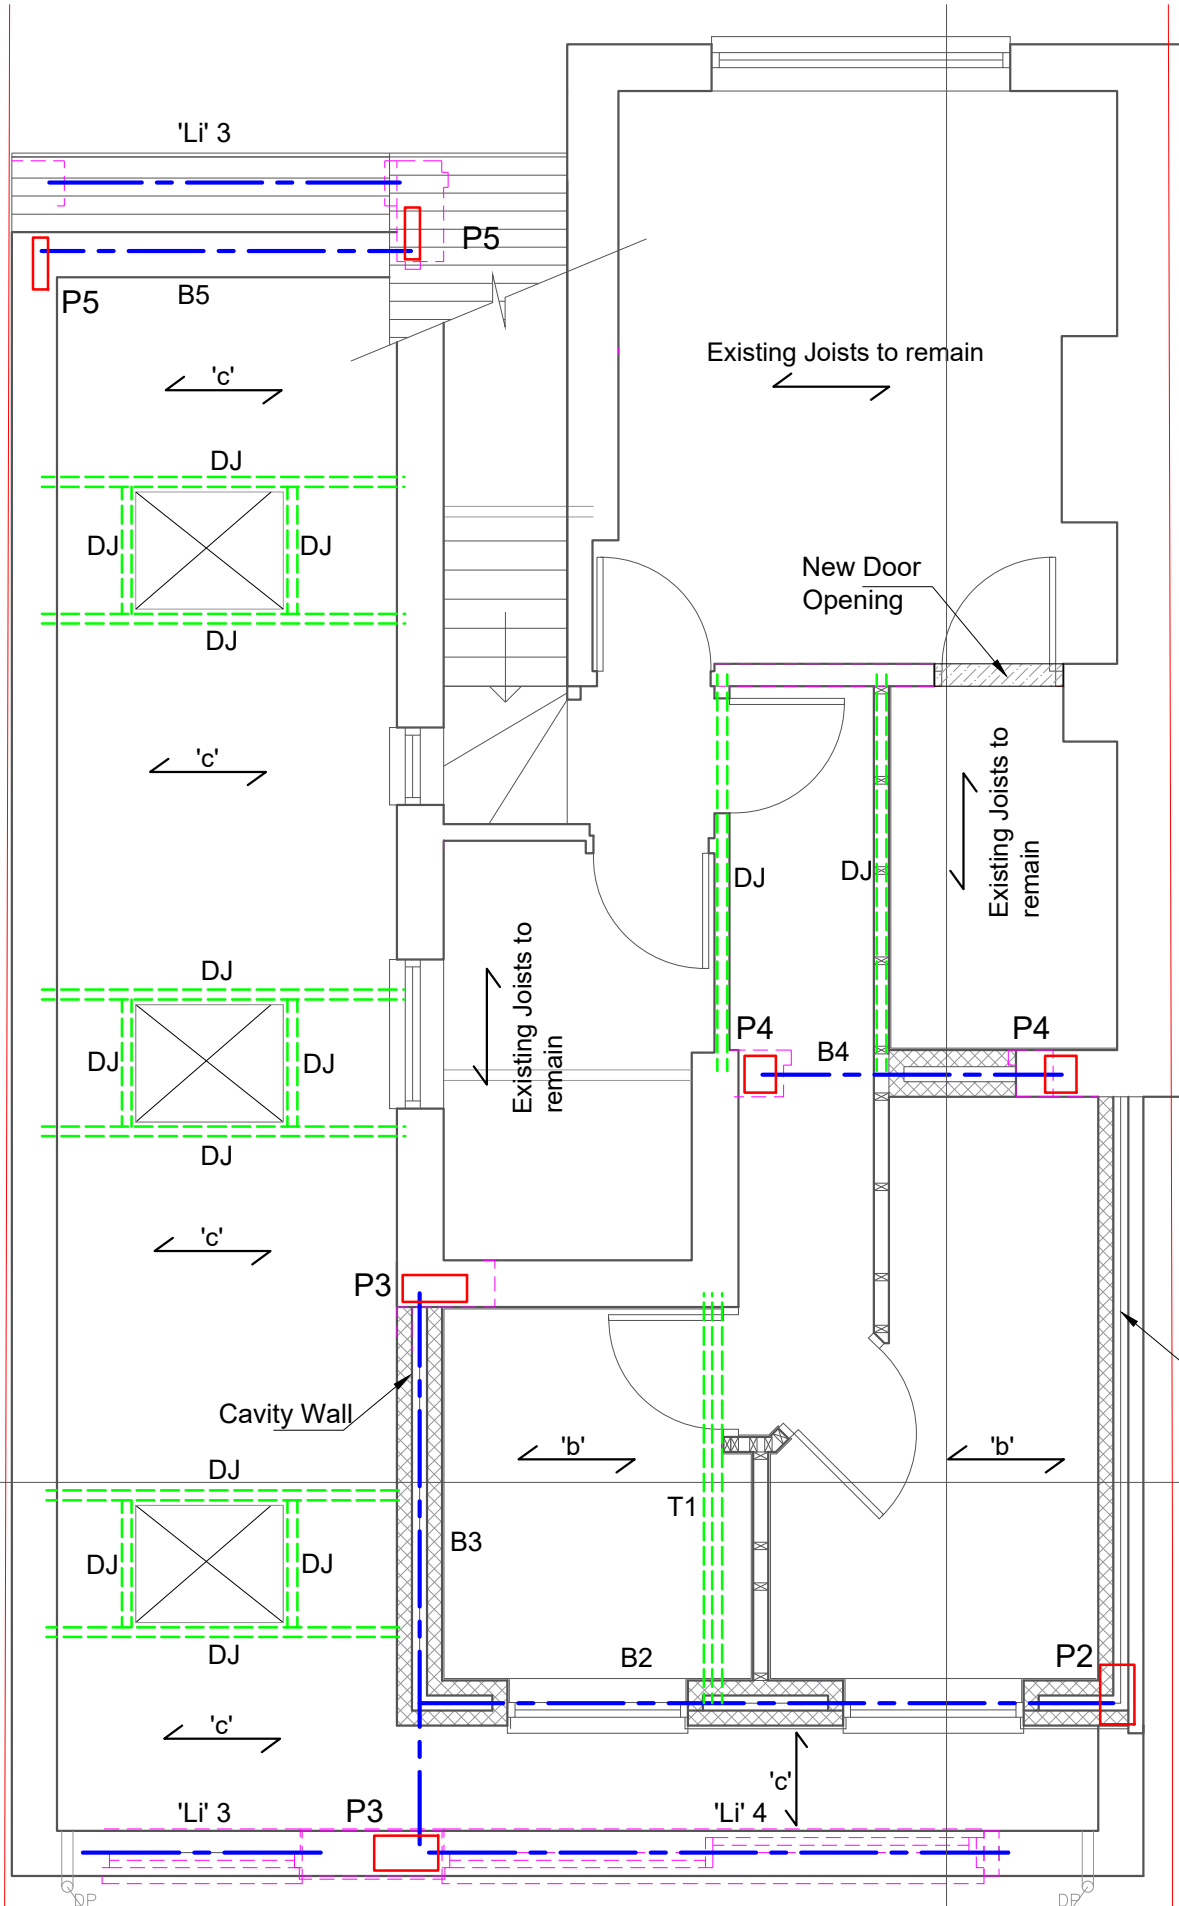 'Li' 3
P5
P5
B5
'c'
Existing Joists to remain
DJ
DJ
DJ
DJ
New Door
Opening
'c'
Existing Joists to
remain
DJ
DJ
Existing Joists to
remain
DJ
DJ
DJ
DJ
P4
B4
P4
'c'
P3
Cavity Wall
'b'
'b'
DJ
T1
B3
DJ
DJ
DJ
B2
P2
'c'
'c'
'Li' 3
P3
'Li' 4
DP
DP